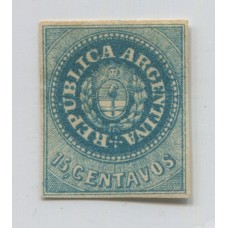 REPUBLICA ARGENTINA
15, CENTAVOS